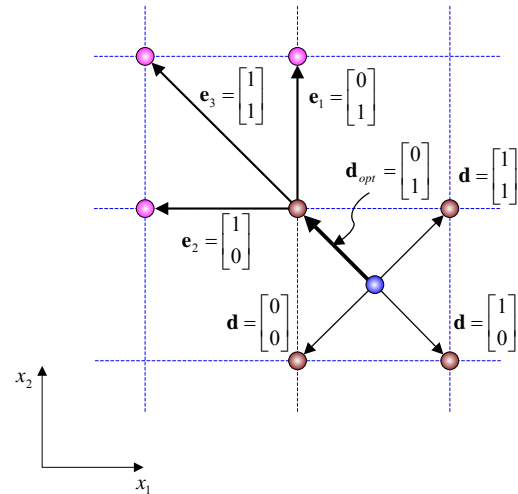 e₃ = [1 1]
e₁ = [0 1]
d_opt = [0 1]
d = [1 1]
e₂ = [1 0]
d = [0 0]
d = [1 0]
x₂
x₁